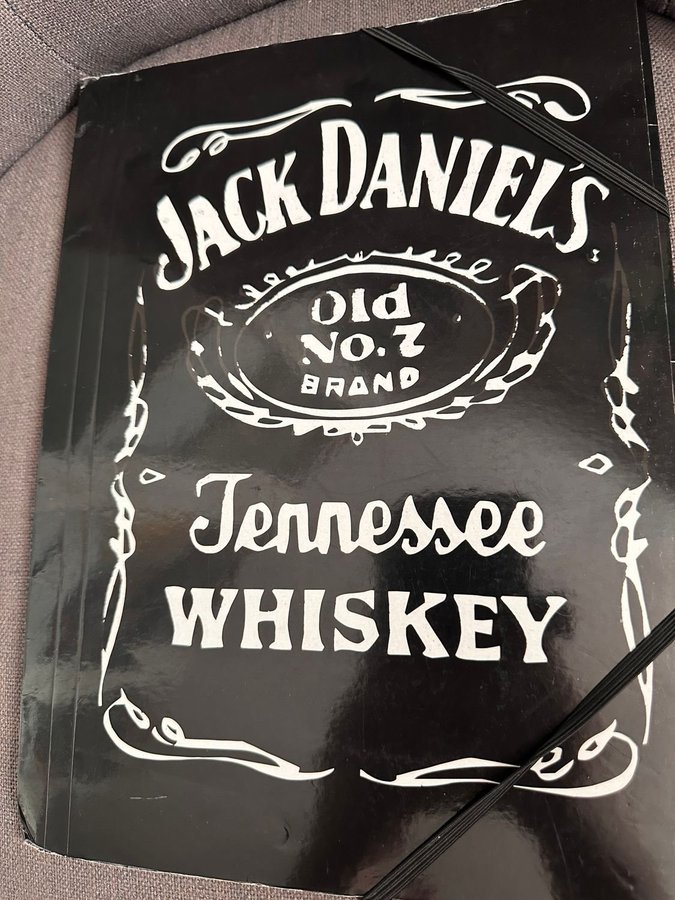 JACK DANIEL'S
Old
No. 7
BRAND
Tennessee
WHISKEY